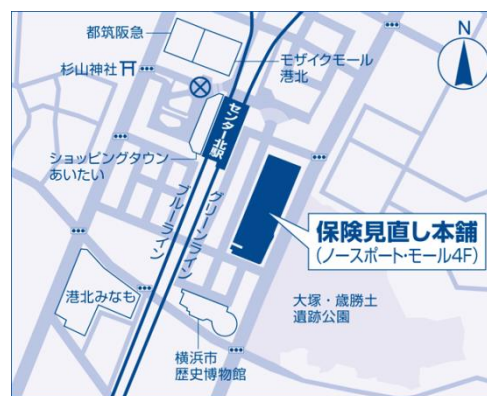 都筑阪急
N
モザイクモール
港北
杉山神社
センター北駅
ショッピングタウン
あいたい
ブルーライン
グリーンライン
保険見直し本舗
(ノースポート・モール4F)
港北みなも
大塚・歳勝土
遺跡公園
横浜市
歴史博物館